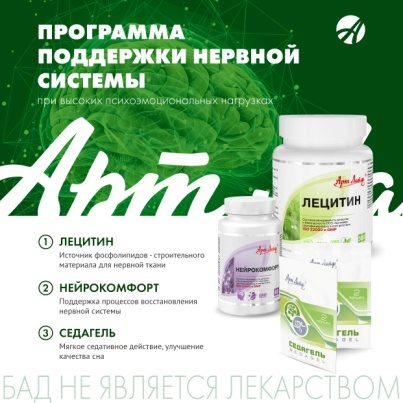 ПРОГРАММА
ПОДДЕРЖКИ НЕРВНОЙ
СИСТЕМЫ
при высоких психоэмоциональных нагрузках
Арт
Арт Лайф
ЛЕЦИТИН
Арт Лайф
НЕЙРОКОМФОРТ
Арт Лайф
СЕДАГЕЛЬ
SEDAGEL
1 ЛЕЦИТИН
Источник фосфолипидов - строительного
материала для нервной ткани
2 НЕЙРОКОМФОРТ
Поддержка процессов восстановления
нервной системы
3 СЕДАГЕЛЬ
Мягкое седативное действие, улучшение
качества сна
БАД НЕ ЯВЛЯЕТСЯ ЛЕКАРСТВОМ